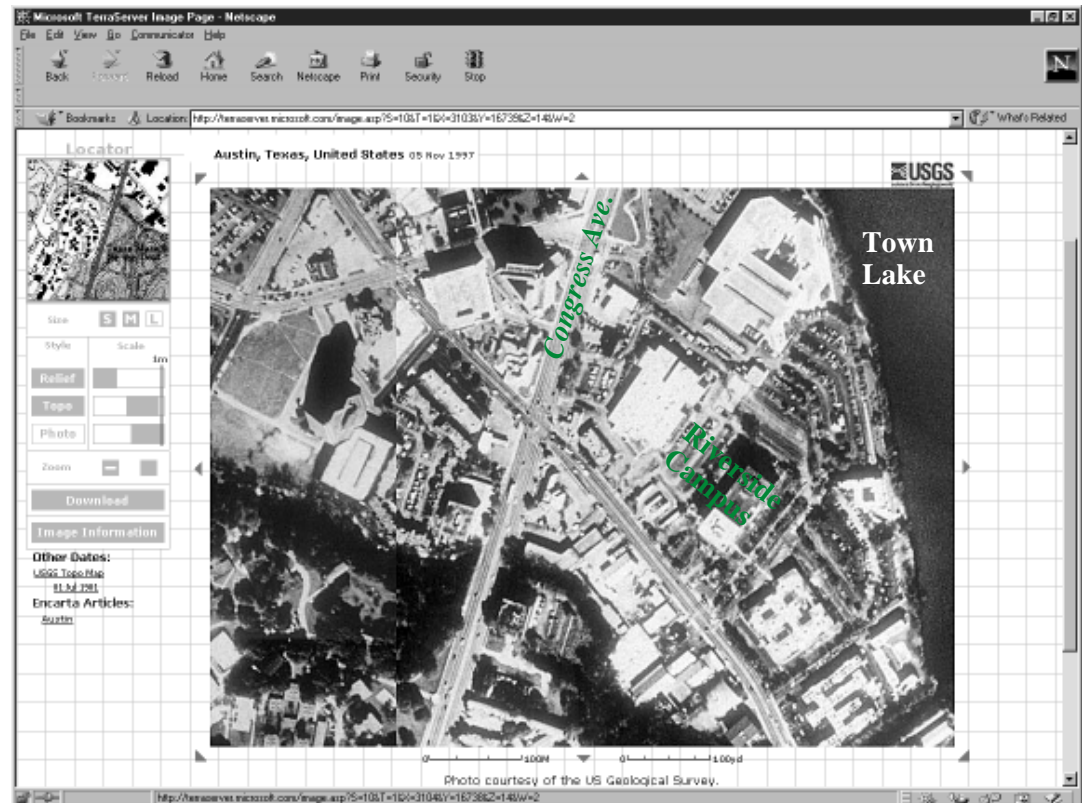 Microsoft TerraServer Image Page - Netscape
File Edit View Go Communicator Help
Back Forward Reload Home Search Netscape Print Security Stop
N
Bookmarks Location: http://terraserver.microsoft.com/image.asp?S=10&T=1&X=3103&Y=16739&Z=14&W=2 What's Related
Locator
Austin, Texas, United States 05 Nov 1997
USGS
Size S M L
Style Scale
1m
Relief
Topo
Photo
Zoom
Download
Image Information
Other Dates:
USGS Topo Map
01 Jul 1981
Encarta Articles:
Austin
Congress Ave.
Town
Lake
Riverside
Campus
0 100M 0 100yd
Photo courtesy of the US Geological Survey.
http://terraserver.microsoft.com/image.asp?S=10&T=1&X=3104&Y=16738&Z=14&W=2